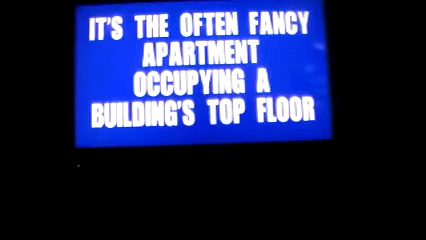 IT'S THE OFTEN FANCY
APARTMENT
OCCUPYING A
BUILDING'S TOP FLOOR